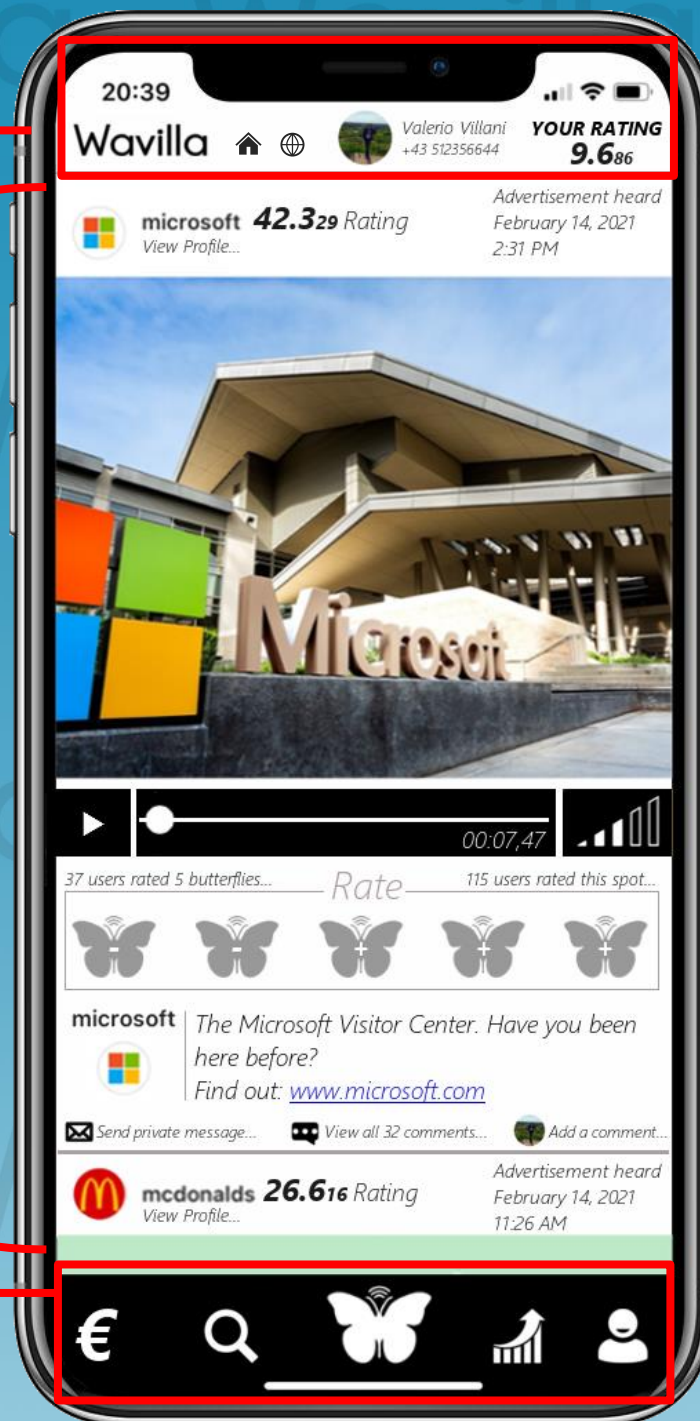 20:39
Wavilla
Valerio Villani
+43 512356644
YOUR RATING
9.686
microsoft 42.329 Rating
View Profile...
Advertisement heard
February 14, 2021
2:31 PM
Microsoft
00:07,47
37 users rated 5 butterflies...
Rate
115 users rated this spot...
- - + + +
microsoft
The Microsoft Visitor Center. Have you been
here before?
Find out: www.microsoft.com
Send private message...
View all 32 comments...
Add a comment...
mcdonalds 26.616 Rating
View Profile...
Advertisement heard
February 14, 2021
11:26 AM
€